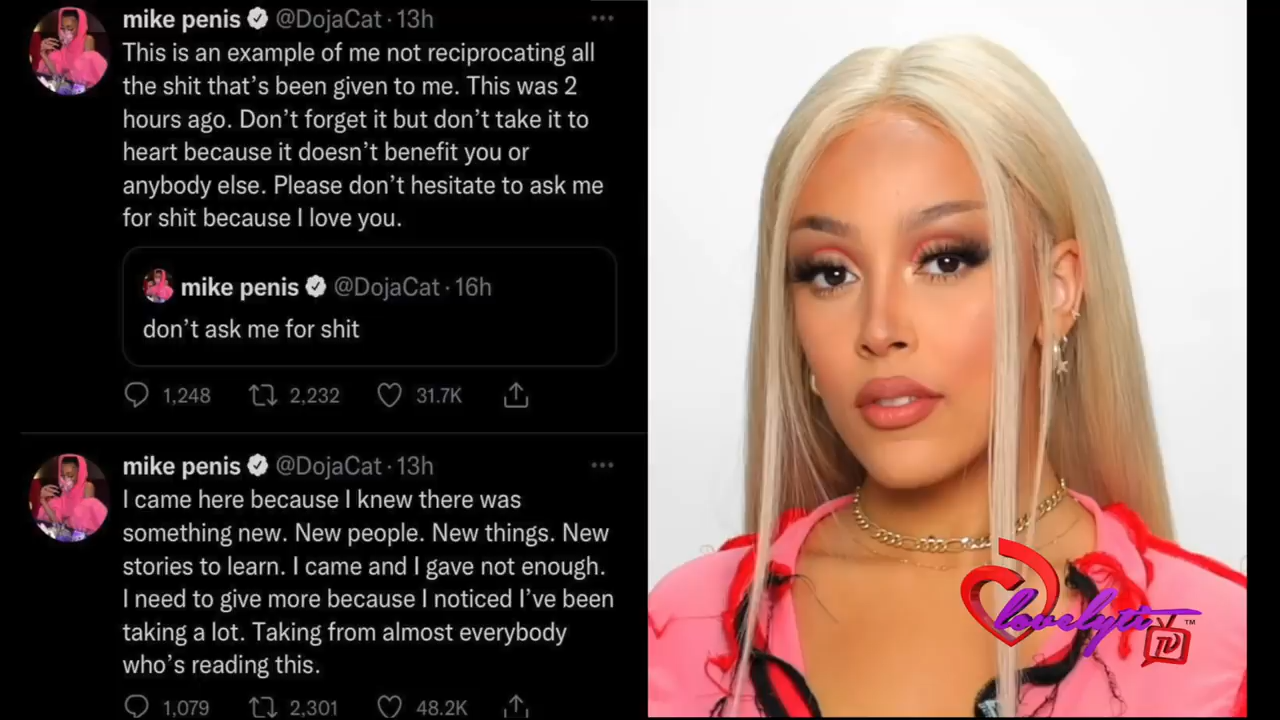 mike penis @DojaCat · 13h
This is an example of me not reciprocating all
the shit that's been given to me. This was 2
hours ago. Don't forget it but don't take it to
heart because it doesn't benefit you or
anybody else. Please don't hesitate to ask me
for shit because I love you.
mike penis @DojaCat · 16h
don't ask me for shit
1,248 2,232 31.7K
mike penis @DojaCat · 13h
I came here because I knew there was
something new. New people. New things. New
stories to learn. I came and I gave not enough.
I need to give more because I noticed I've been
taking a lot. Taking from almost everybody
who's reading this.
1,079 2,301 48.2K
lovelyti ™
TV